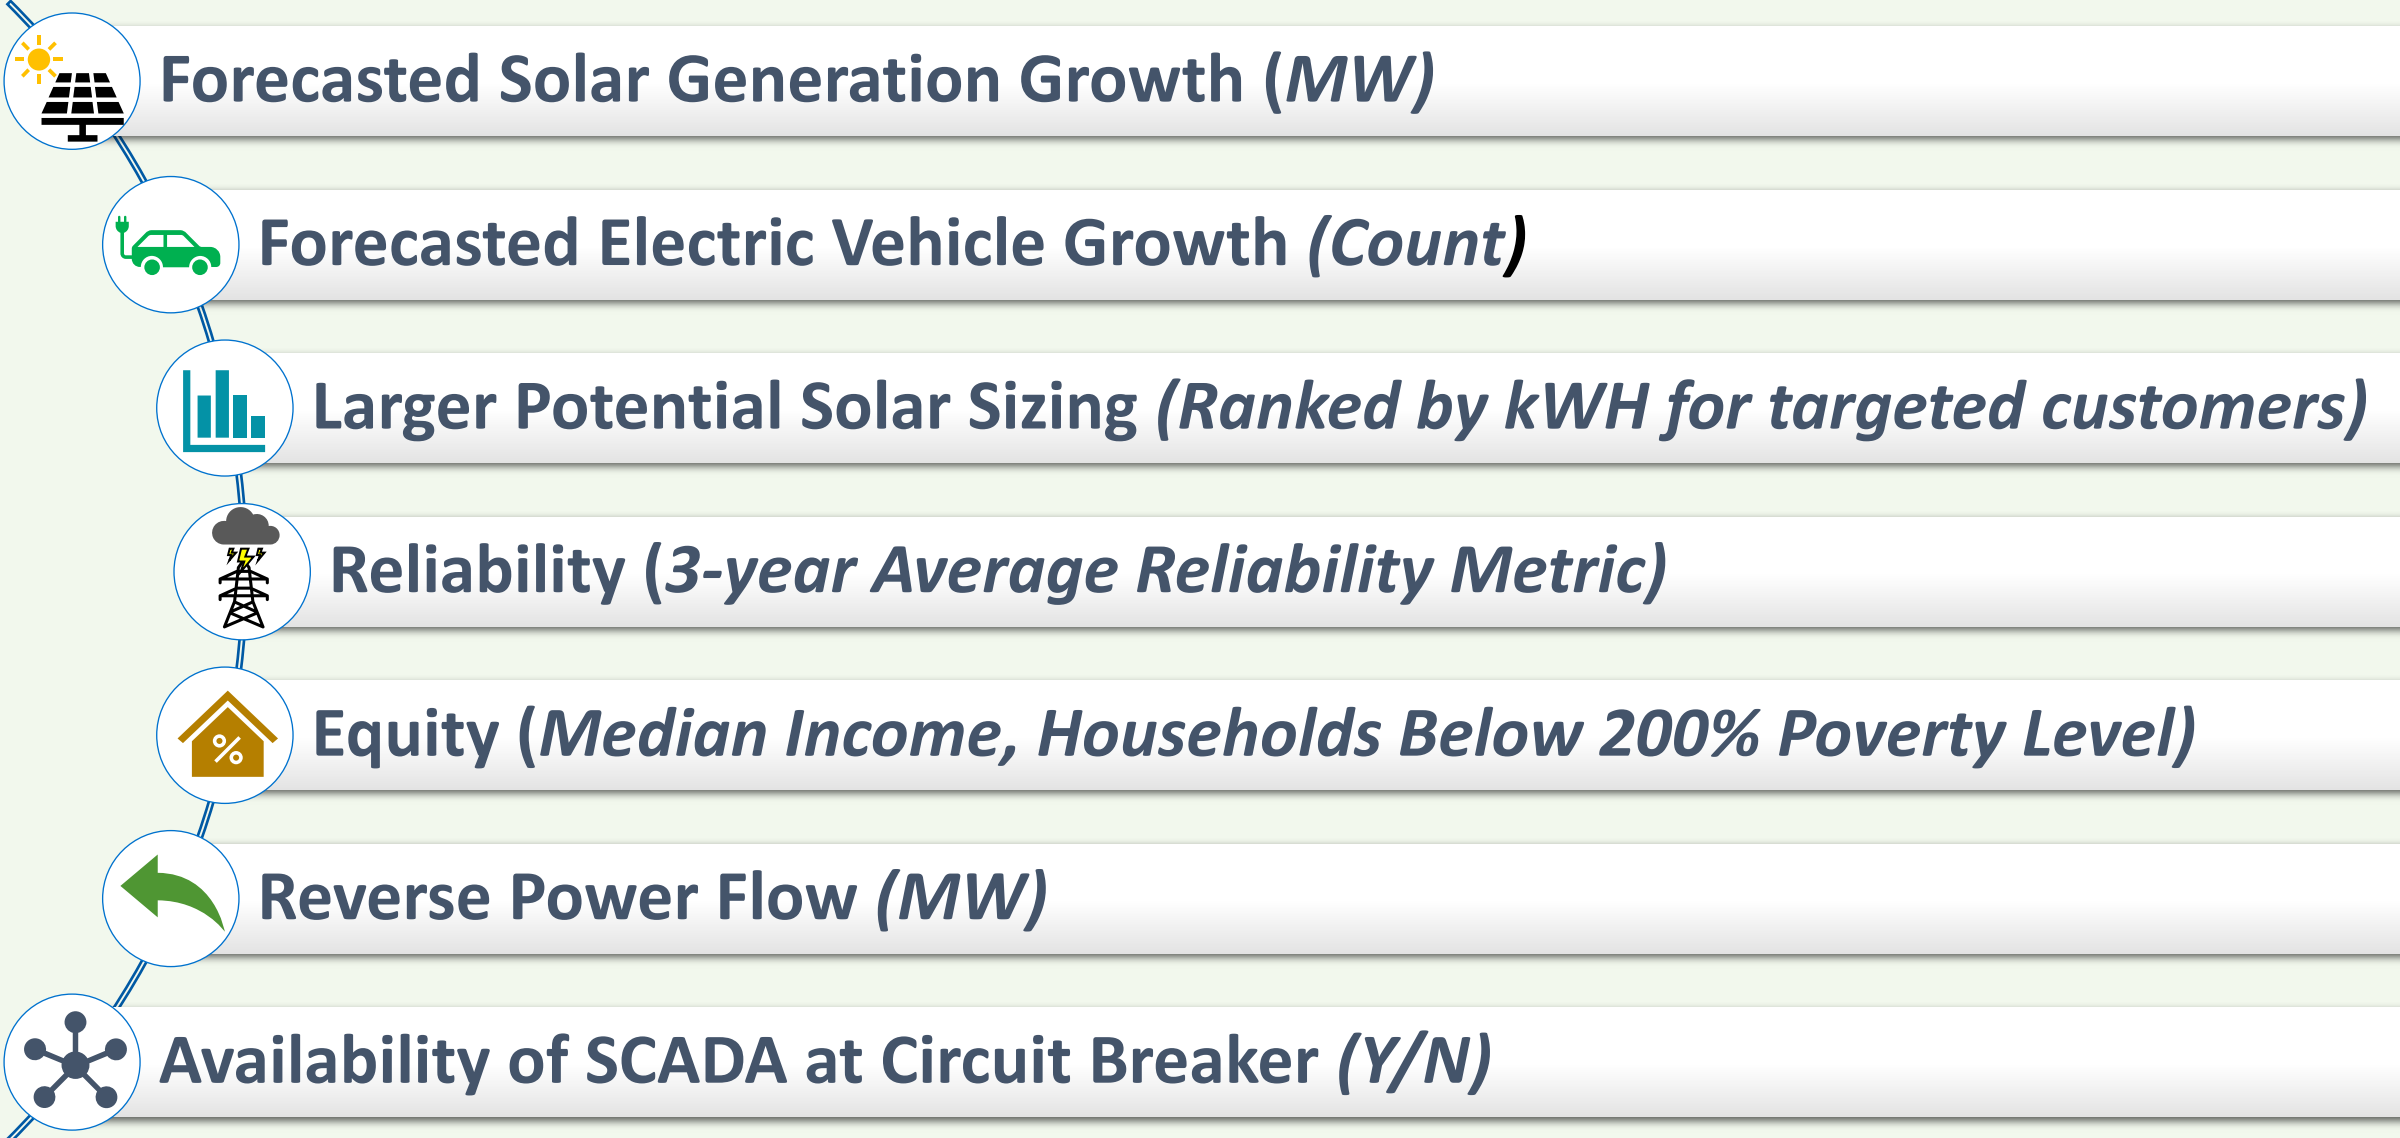 Forecasted Solar Generation Growth (MW)
Forecasted Electric Vehicle Growth (Count)
Larger Potential Solar Sizing (Ranked by kWH for targeted customers)
Reliability (3-year Average Reliability Metric)
Equity (Median Income, Households Below 200% Poverty Level)
%
Reverse Power Flow (MW)
Availability of SCADA at Circuit Breaker (Y/N)